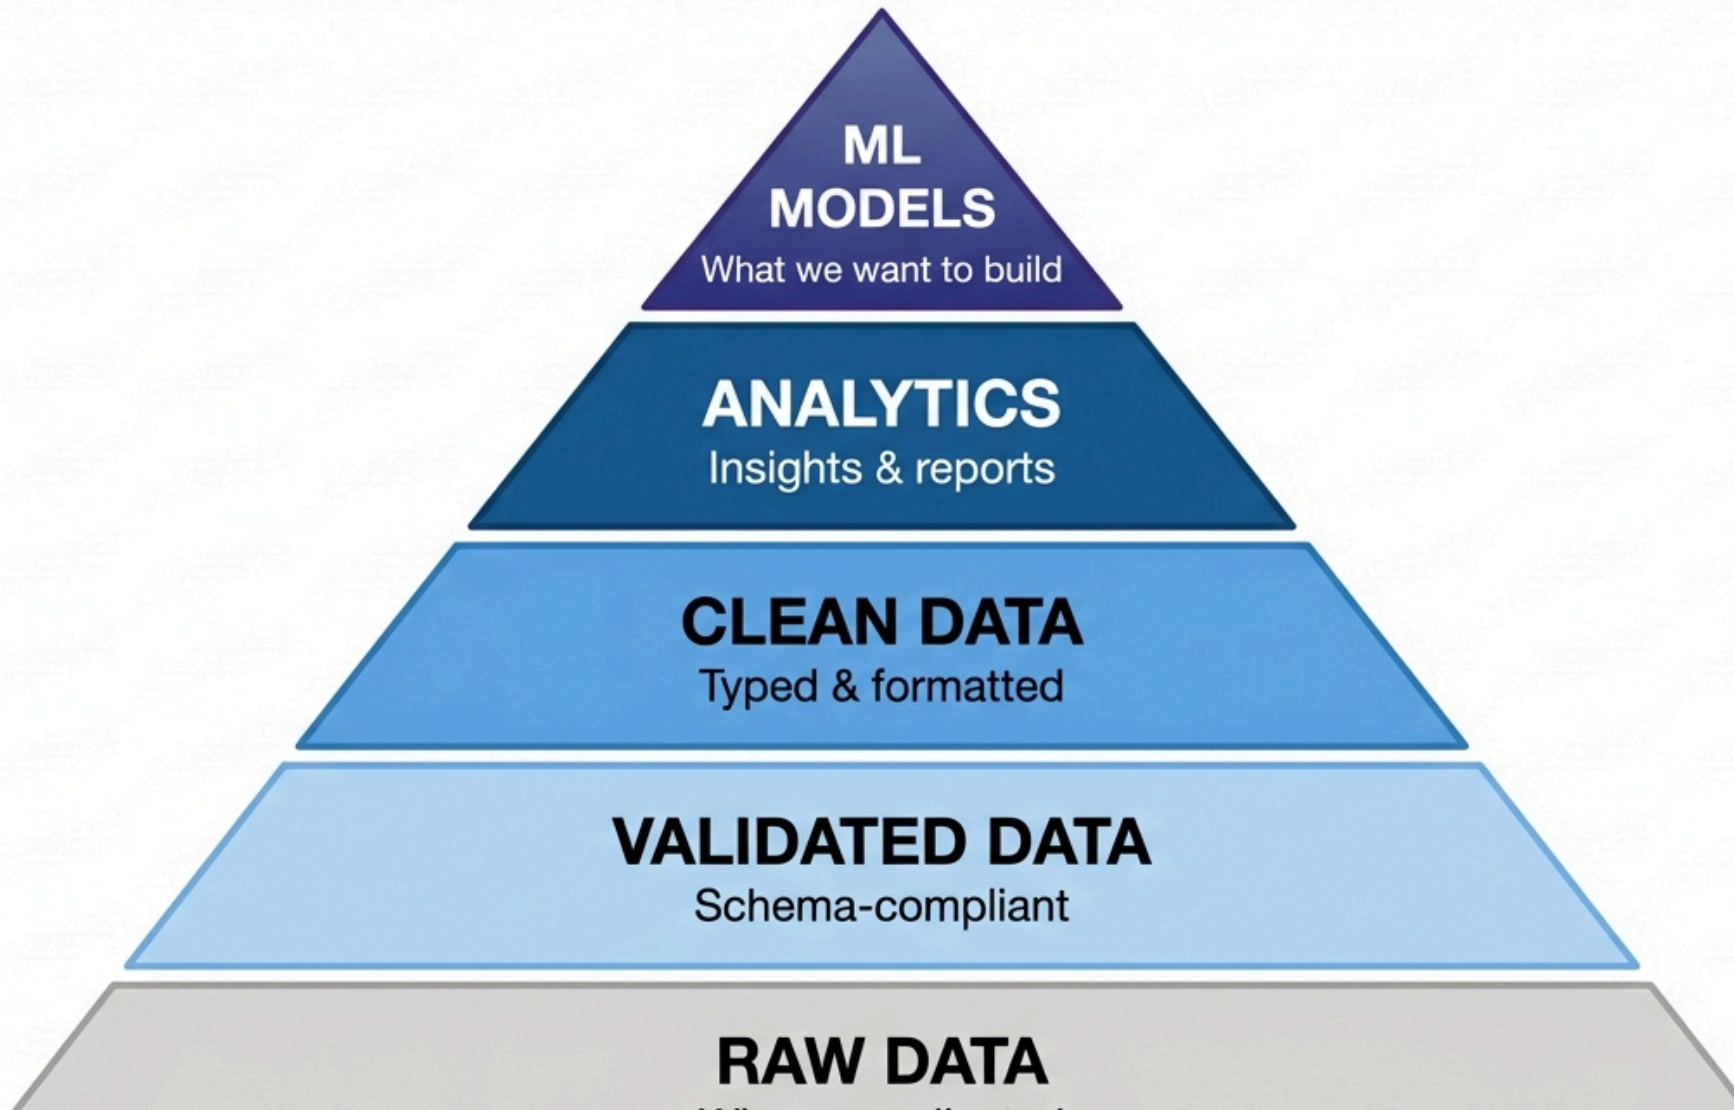 ML
MODELS
What we want to build
ANALYTICS
Insights & reports
CLEAN DATA
Typed & formatted
VALIDATED DATA
Schema-compliant
RAW DATA